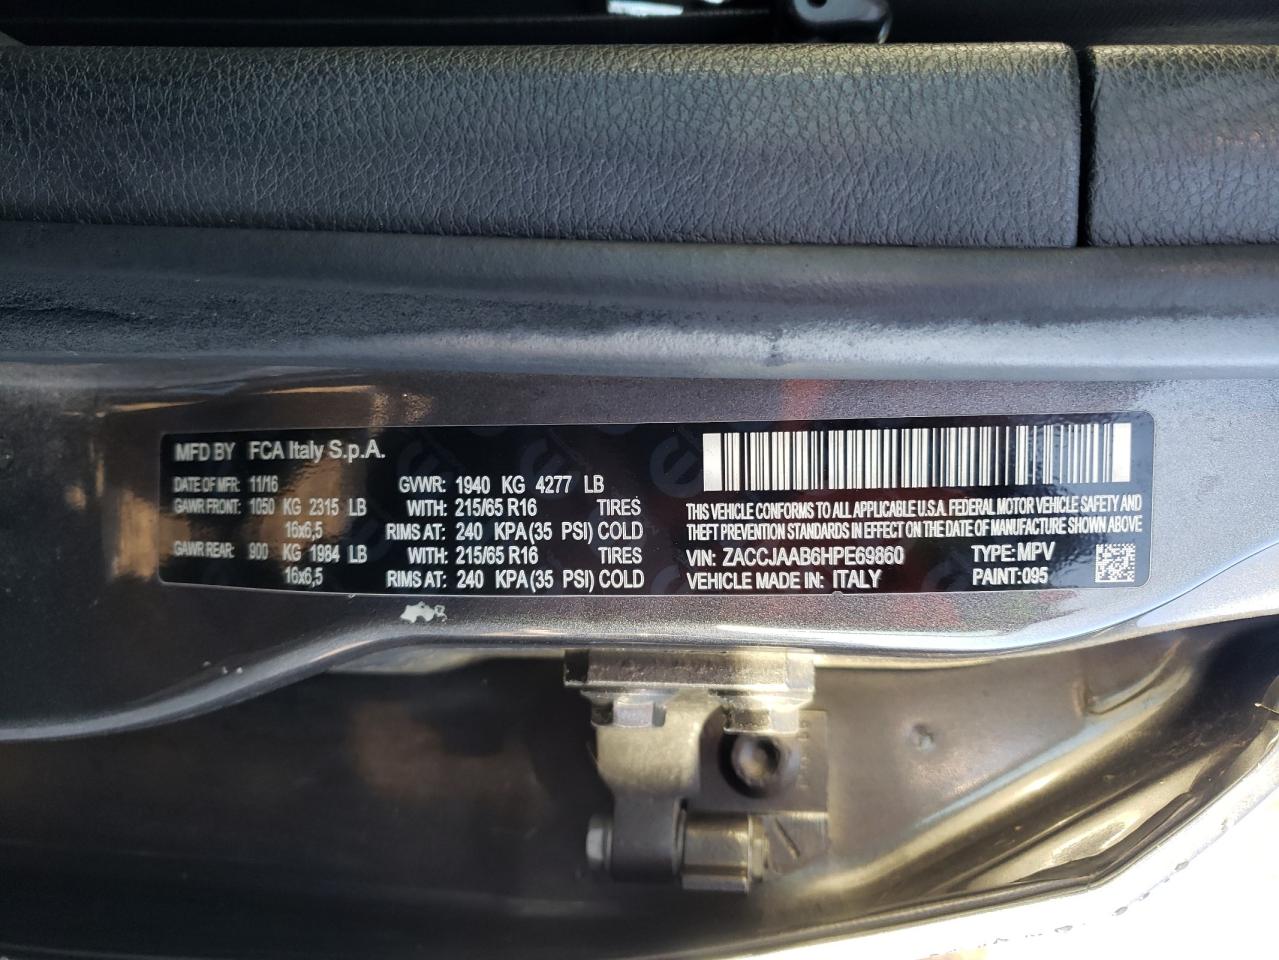 MFD BY FCA Italy S.p.A.
DATE OF MFR: 11/16 GVWR: 1940 KG 4277 LB
GAWR FRONT: 1050 KG 2315 LB WITH: 215/65 R16 TIRES
16x6,5 RIMS AT: 240 KPA (35 PSI) COLD
GAWR REAR: 900 KG 1984 LB WITH: 215/65 R16 TIRES
16x6,5 RIMS AT: 240 KPA (35 PSI) COLD
THIS VEHICLE CONFORMS TO ALL APPLICABLE U.S.A. FEDERAL MOTOR VEHICLE SAFETY AND
THEFT PREVENTION STANDARDS IN EFFECT ON THE DATE OF MANUFACTURE SHOWN ABOVE
VIN: ZACCJAAB6HPE69860 TYPE: MPV
VEHICLE MADE IN: ITALY PAINT: 095